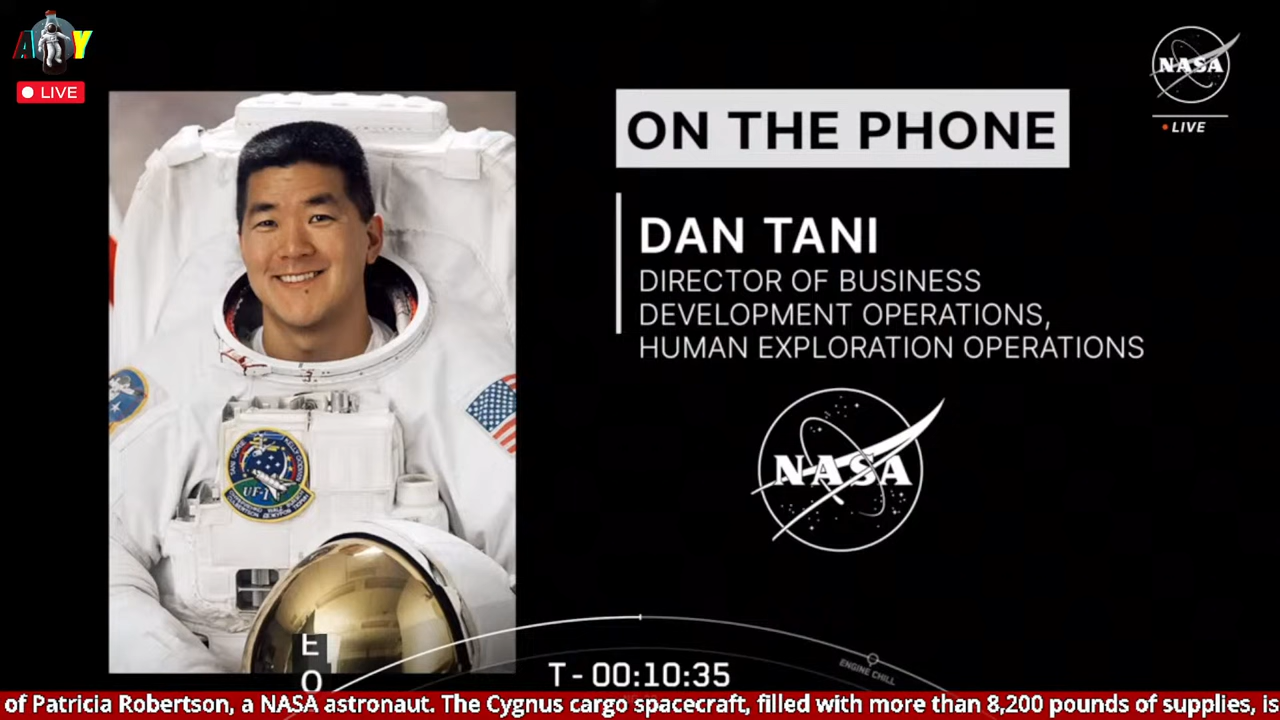 A Y
LIVE
NASA
LIVE
ON THE PHONE
DAN TANI
DIRECTOR OF BUSINESS
DEVELOPMENT OPERATIONS,
HUMAN EXPLORATION OPERATIONS
NASA
UF-1
E
O
ENGINE CHILL
T- 00:10:35
of Patricia Robertson, a NASA astronaut. The Cygnus cargo spacecraft, filled with more than 8,200 pounds of supplies, is